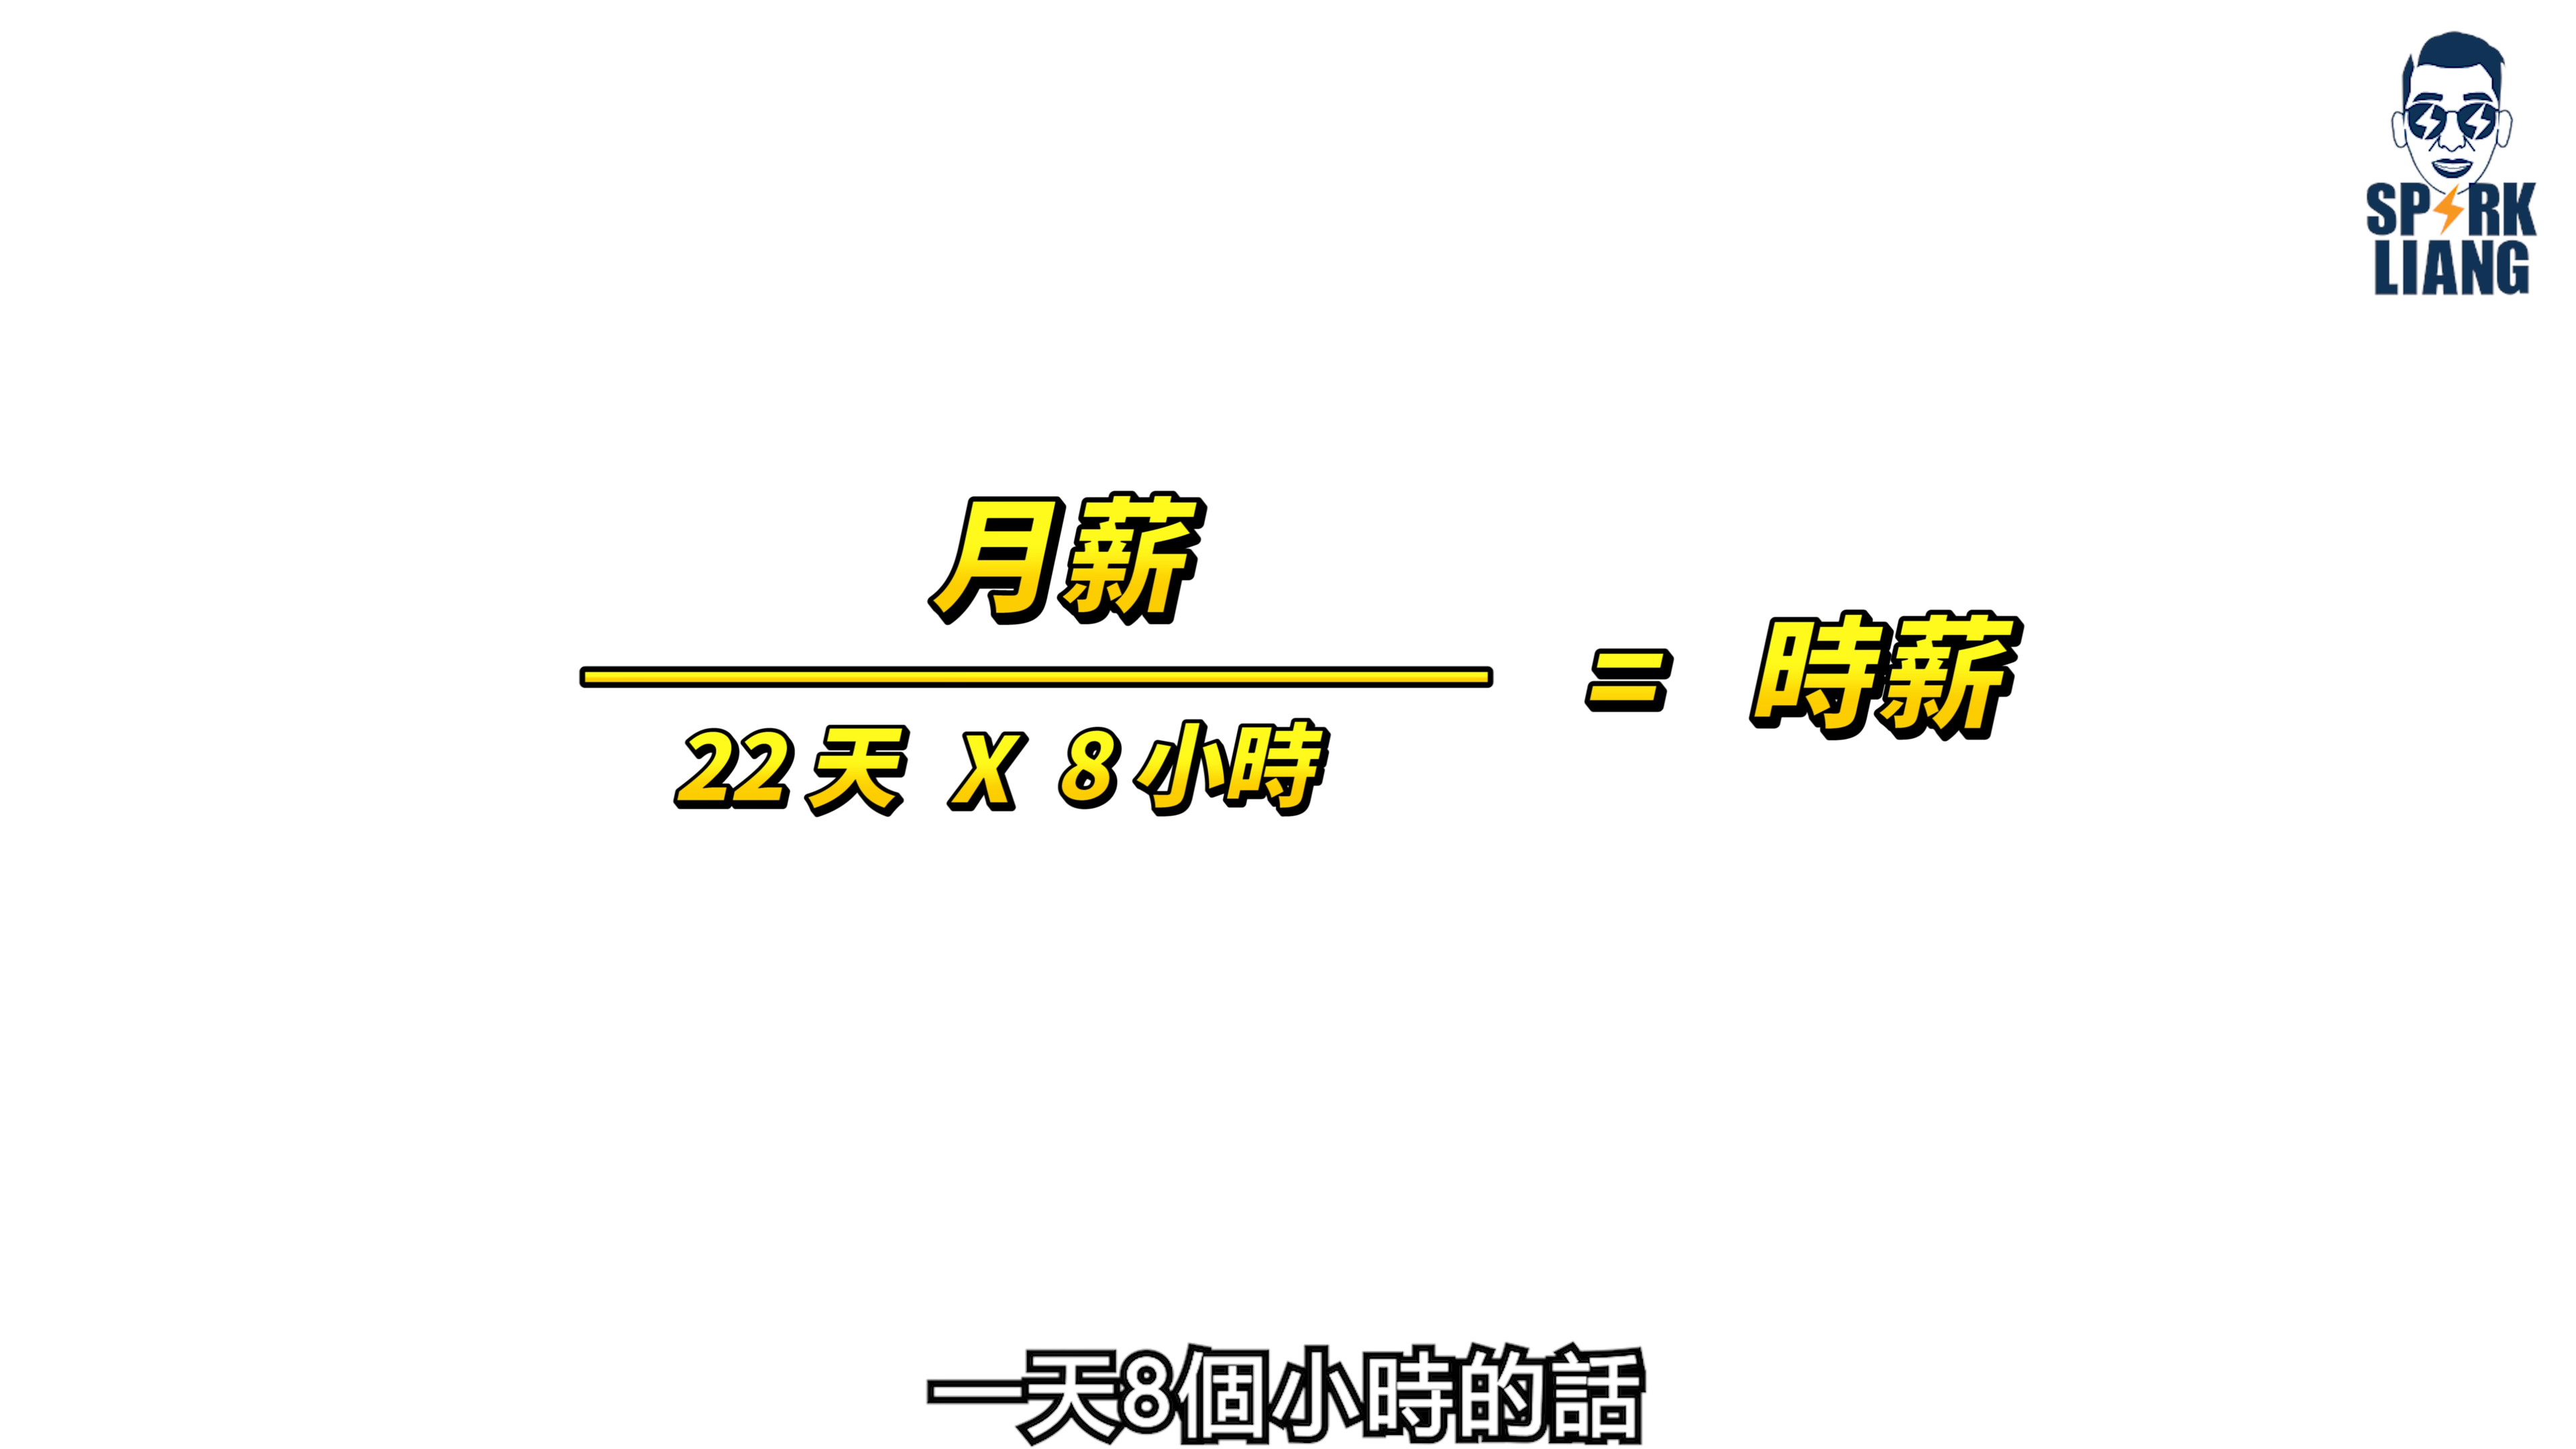 SPARK
LIANG
月薪
22天 X 8小時
= 時薪
一天8個小時的話